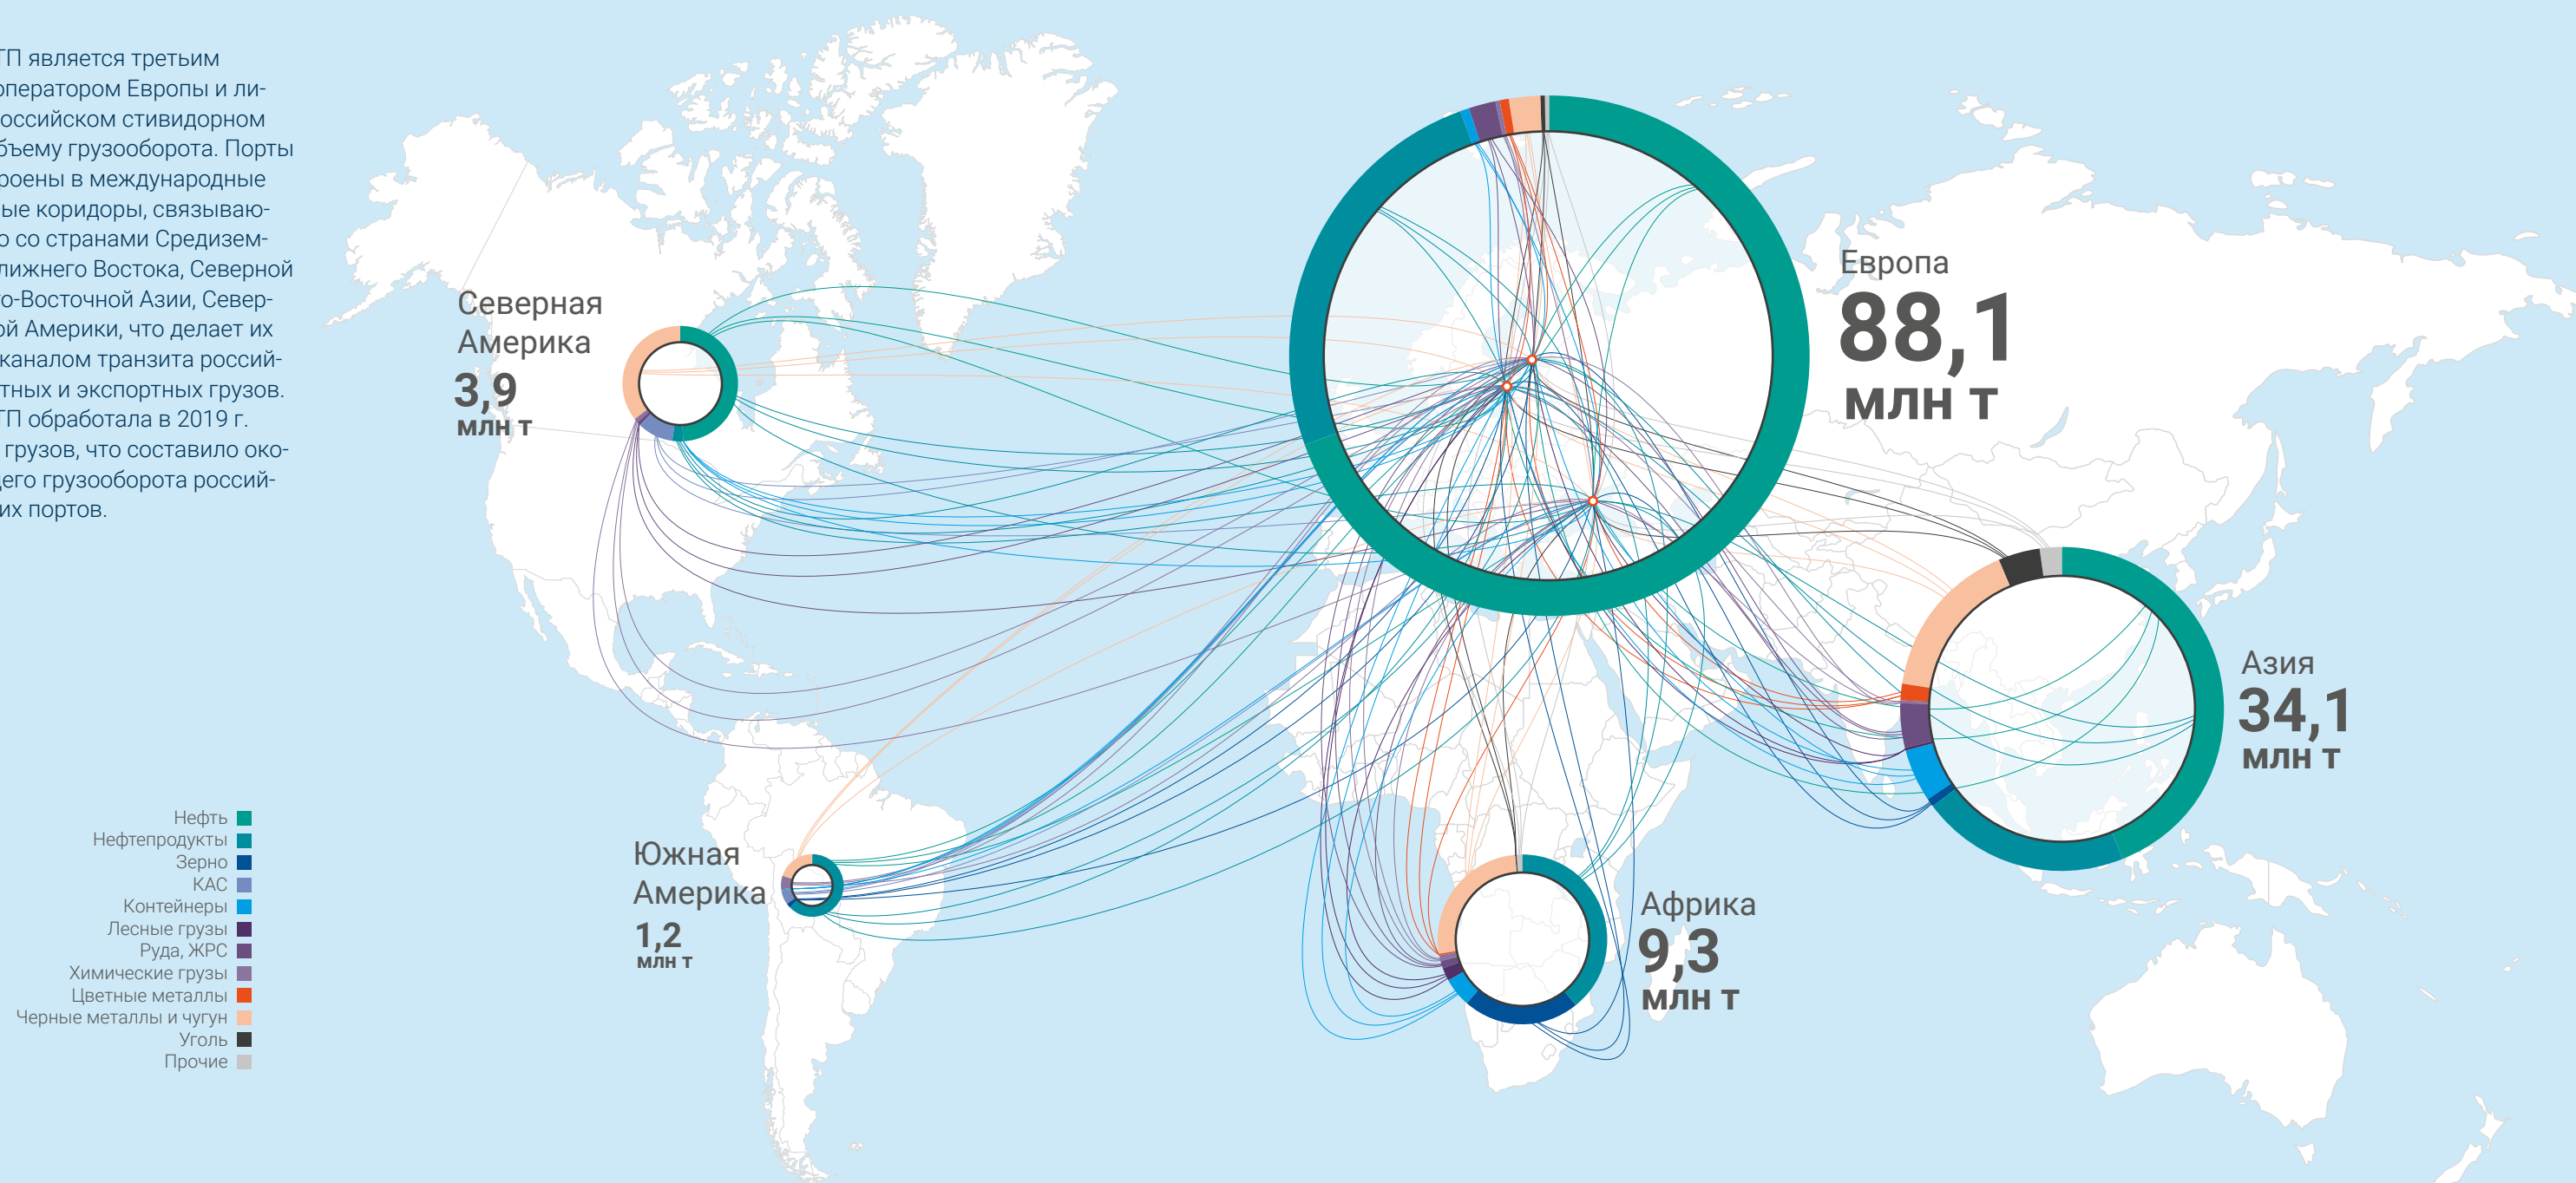 ТП является третьим
оператором Европы и ли-
оссийском стивидорном
бъему грузооборота. Порты
роены в международные
ые коридоры, связываю-
о со странами Средизем-
лижнего Востока, Северной
о-Восточной Азии, Север-
ой Америки, что делает их
каналом транзита россий-
тных и экспортных грузов.
ТП обработала в 2019 г.
грузов, что составило око-
его грузооборота россий-
их портов.
Северная
Америка
3,9
млн т
Европа
88,1
млн т
Азия
34,1
млн т
Южная
Америка
1,2
млн т
Африка
9,3
млн т
Нефть
Нефтепродукты
Зерно
КАС
Контейнеры
Лесные грузы
Руда, ЖРС
Химические грузы
Цветные металлы
Черные металлы и чугун
Уголь
Прочие